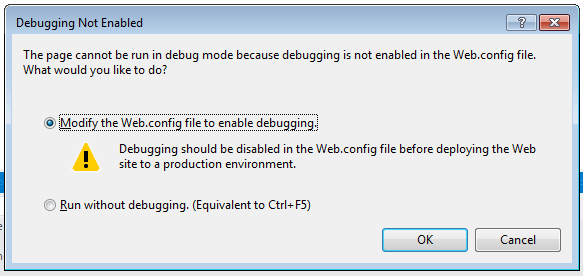 Debugging Not Enabled
The page cannot be run in debug mode because debugging is not enabled in the Web.config file.
What would you like to do?
Modify the Web.config file to enable debugging.
Debugging should be disabled in the Web.config file before deploying the Web
site to a production environment.
Run without debugging. (Equivalent to Ctrl+F5)
OK
Cancel